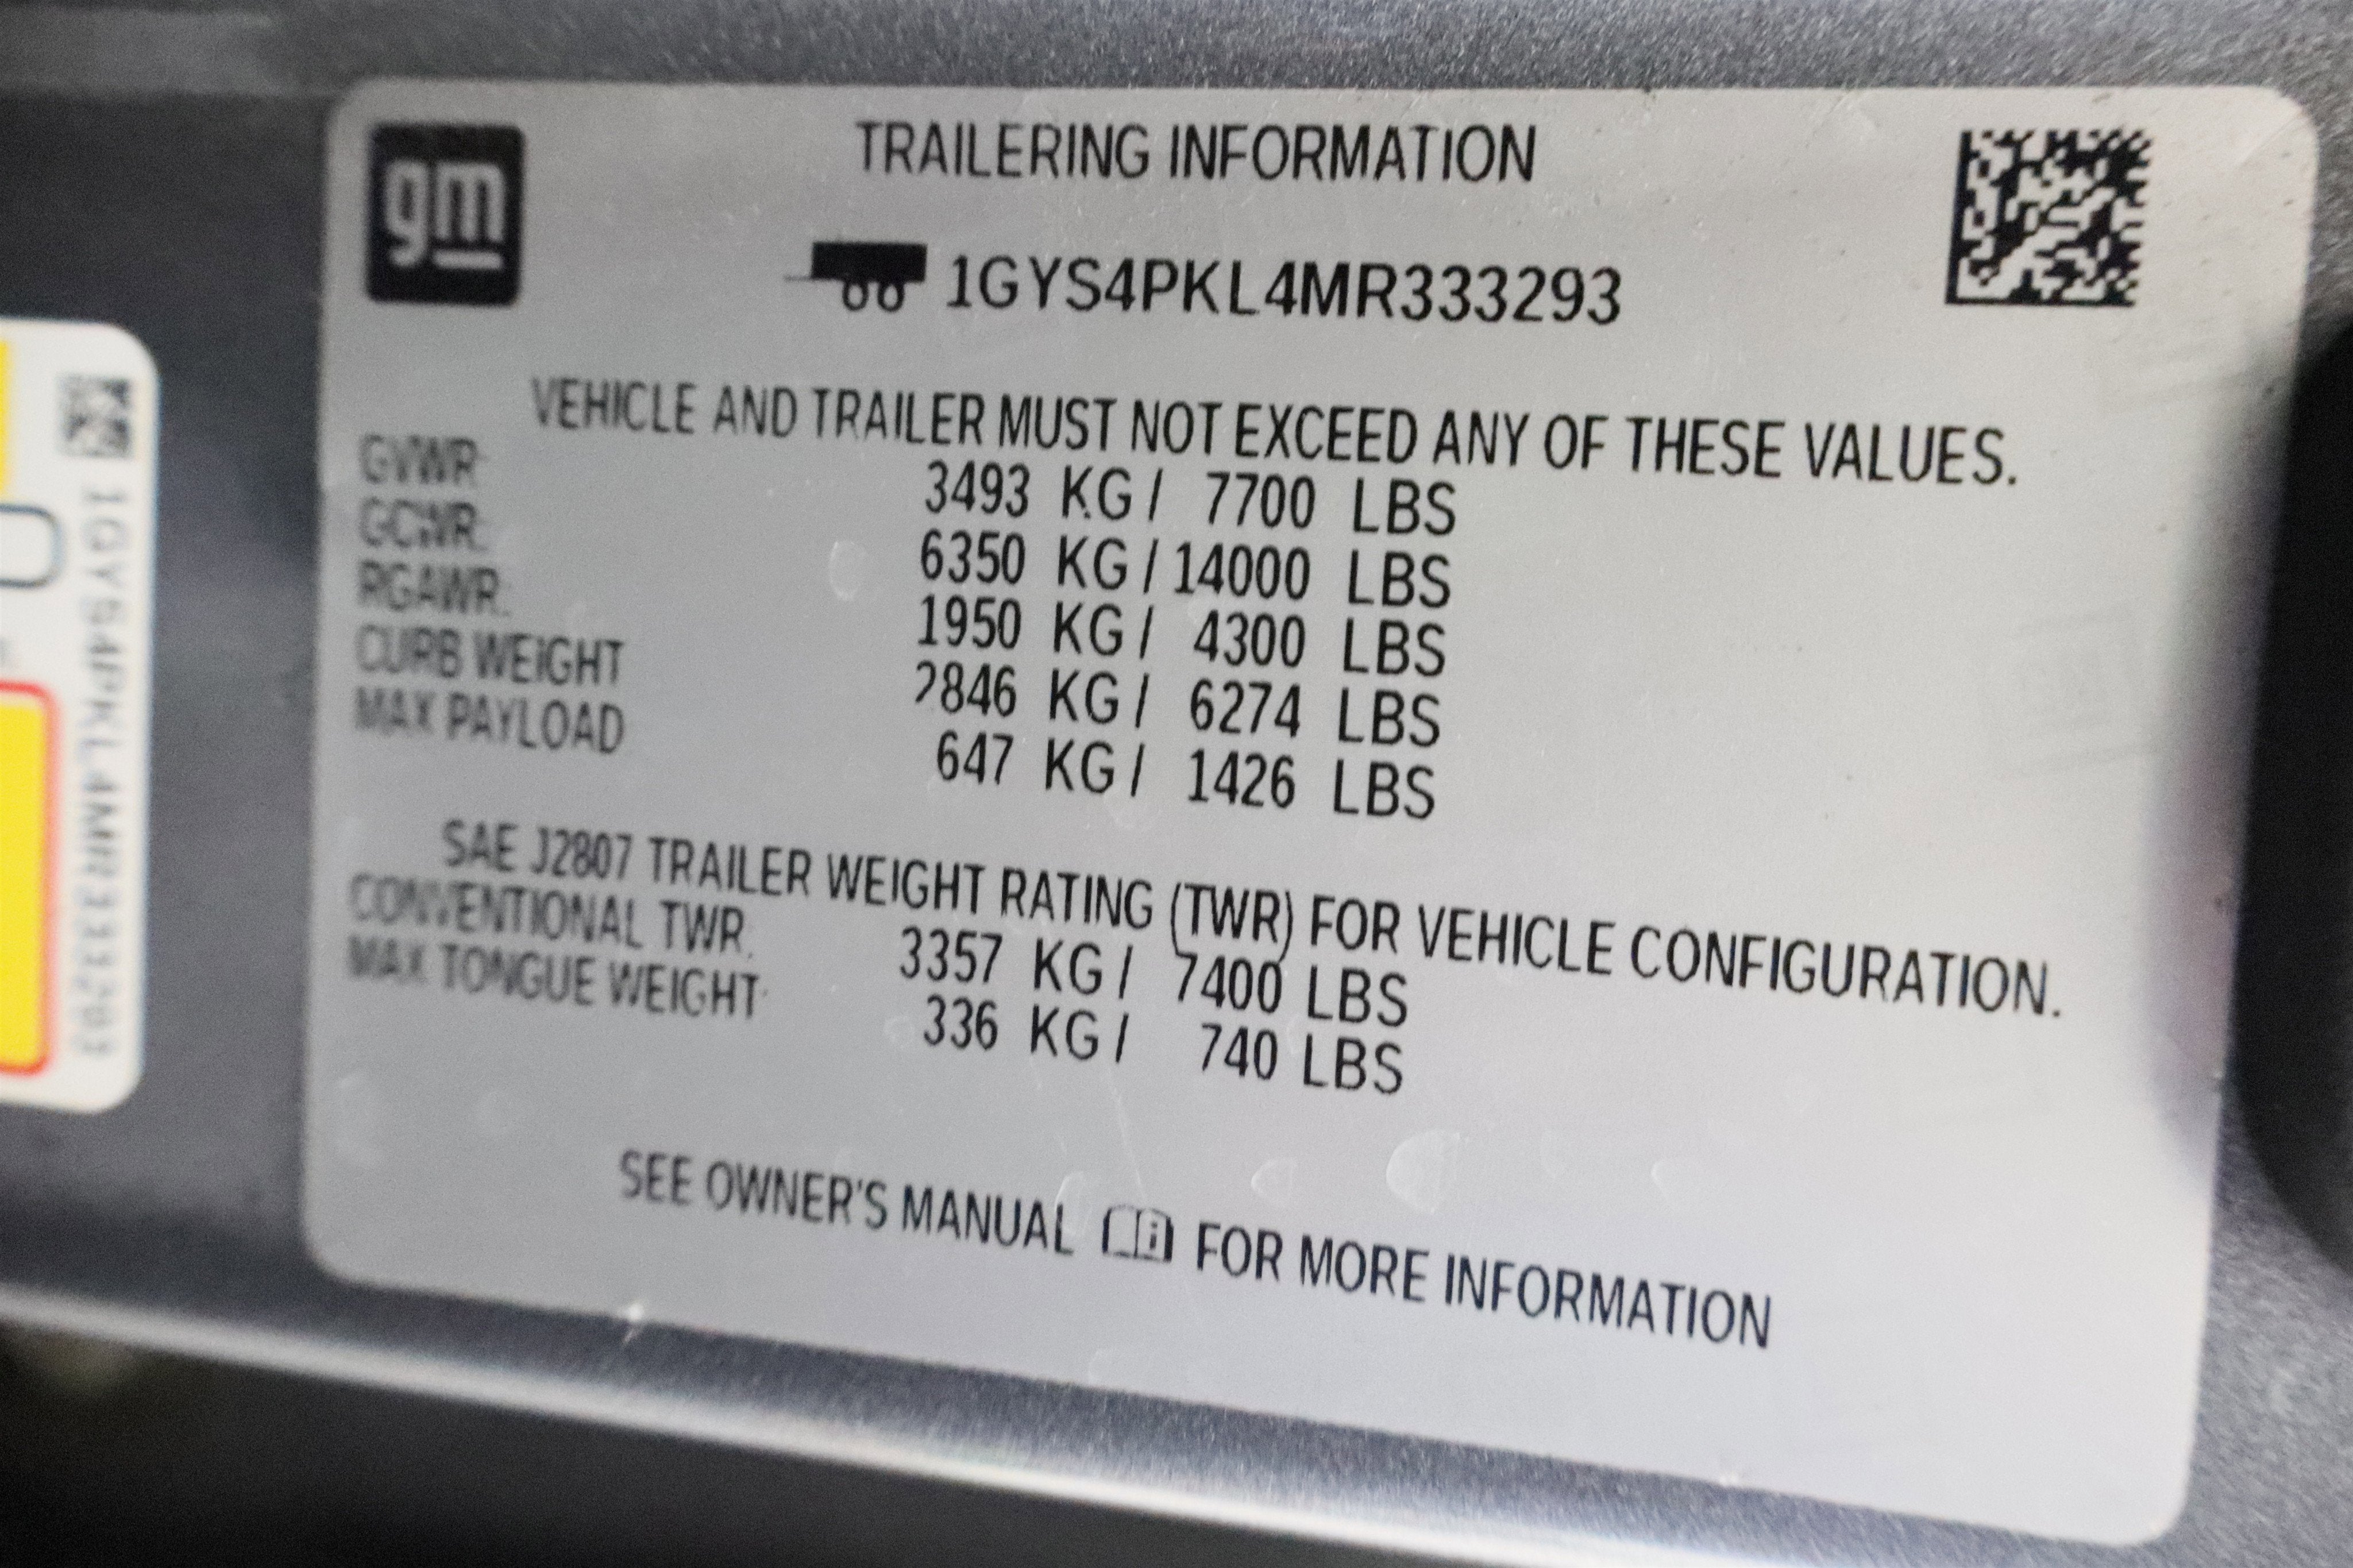 gm
TRAILERING INFORMATION
1GYS4PKL4MR333293
VEHICLE AND TRAILER MUST NOT EXCEED ANY OF THESE VALUES.
GVWR: 3493 KG / 7700 LBS
GCWR: 6350 KG / 14000 LBS
RGAWR: 1950 KG / 4300 LBS
CURB WEIGHT 2846 KG / 6274 LBS
MAX PAYLOAD 647 KG / 1426 LBS
SAE J2807 TRAILER WEIGHT RATING (TWR) FOR VEHICLE CONFIGURATION.
CONVENTIONAL TWR: 3357 KG / 7400 LBS
MAX TONGUE WEIGHT: 336 KG / 740 LBS
SEE OWNER'S MANUAL i FOR MORE INFORMATION
1GYS4PKL4MR333293